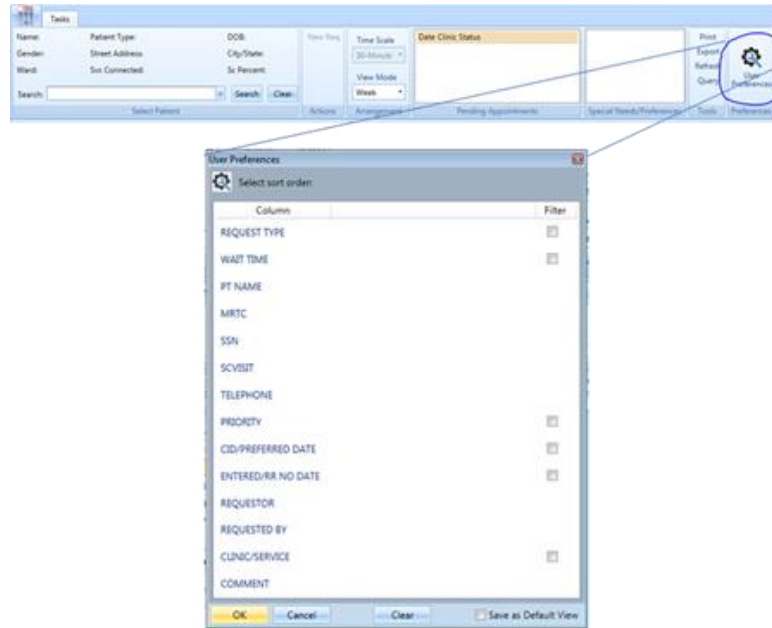 Tasks
Name: Patient Type: DOB: New Req Time Scale Date Clinic Status Print
Gender: Street Address: City/State: 30-Minute Export
Ward: Svc Connected: Sc Percent: View Mode Refresh User Preferences
Week Query
Search: Search Clear
Select Patient Actions Arrangement Pending Appointments Special Needs/Preferences Tools Preferences
User Preferences
Select sort order:
Column Filter
REQUEST TYPE
WAIT TIME
PT NAME
MRTC
SSN
SCVISIT
TELEPHONE
PRIORITY
CID/PREFERRED DATE
ENTERED/RR NO DATE
REQUESTOR
REQUESTED BY
CLINIC/SERVICE
COMMENT
OK Cancel Clear Save as Default View